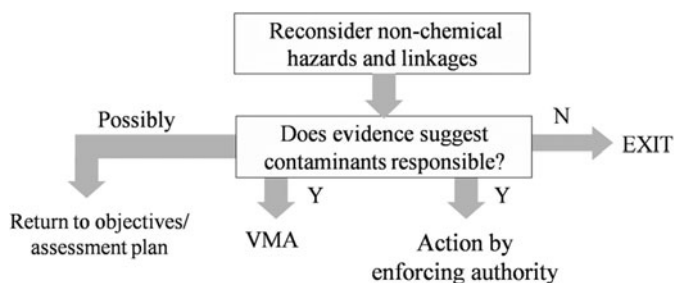 Reconsider non-chemical
hazards and linkages
Possibly
Does evidence suggest
contaminants responsible?
N
EXIT
Y
Y
Return to objectives/
assessment plan
VMA
Action by
enforcing authority